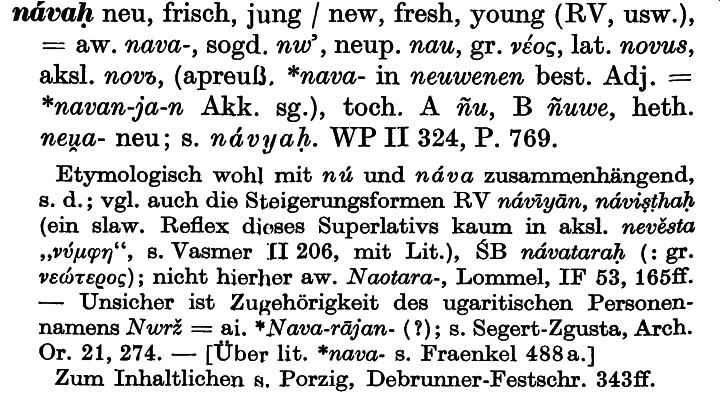 návaḥ neu, frisch, jung / new, fresh, young (RV, usw.),
= aw. nava-, sogd. nw’, neup. nau, gr. νέος, lat. novus,
aksl. novъ, (apreuß. *nava- in neuwenen best. Adj. =
*navan-ja-n Akk. sg.), toch. A ñu, B ñuwe, heth.
neu̯a- neu; s. návyaḥ. WP II 324, P. 769.
Etymologisch wohl mit nú und náva zusammenhängend,
s. d.; vgl. auch die Steigerungsformen RV návīyān, náviṣṭhaḥ
(ein slaw. Reflex dieses Superlativs kaum in aksl. nevěsta
„νύμφη“, s. Vasmer II 206, mit Lit.), ŚB návataraḥ (: gr.
νεώτερος); nicht hierher aw. Naotara-, Lommel, IF 53, 165ff.
— Unsicher ist Zugehörigkeit des ugaritischen Personen-
namens Nwrž = ai. *Nava-rājan- (?); s. Segert-Zgusta, Arch.
Or. 21, 274. — [Über lit. *nava- s. Fraenkel 488a.]
Zum Inhaltlichen s. Porzig, Debrunner-Festschr. 343ff.